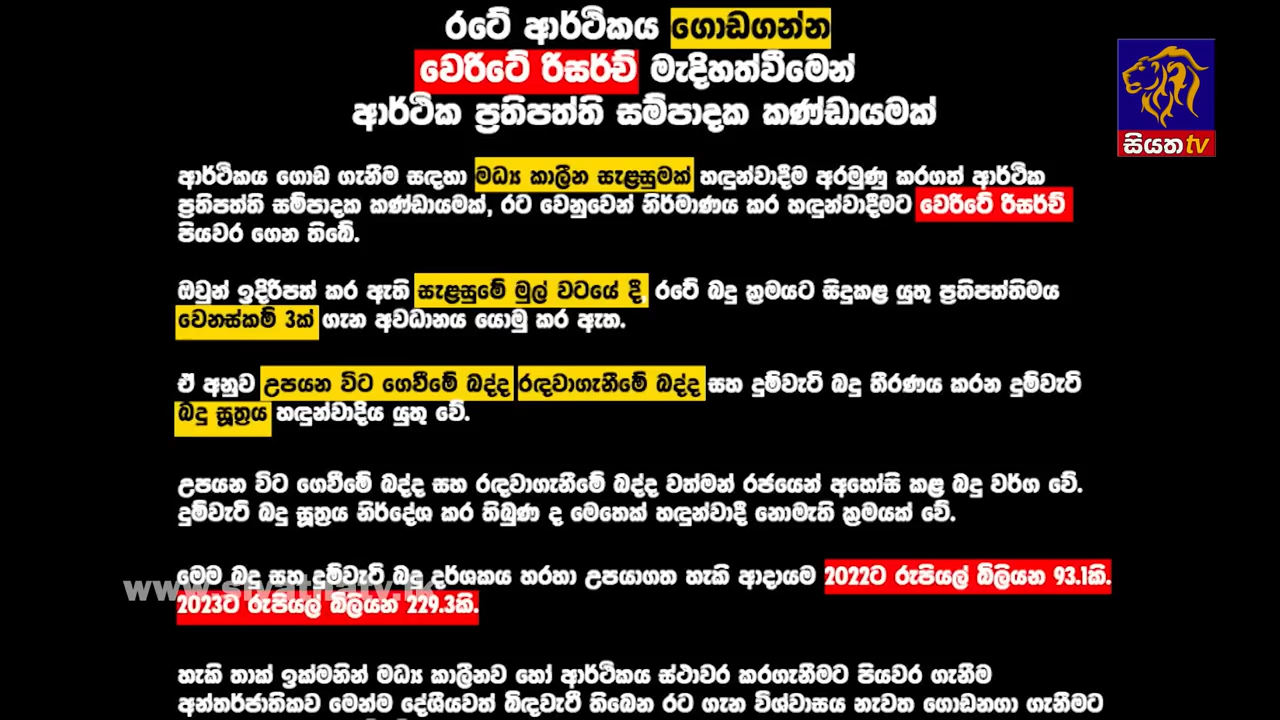 රටේ ආර්ථිකය ගොඩගන්න
වෙරිටේ රිසර්ච් මැදිහත්වීමෙන්
ආර්ථික ප්‍රතිපත්ති සම්පාදක කණ්ඩායමක්
සියත tv
ආර්ථිකය ගොඩ ගැනීම සඳහා මධ්‍ය කාලීන සැළසුමක් හඳුන්වාදීම අරමුණු කරගත් ආර්ථික
ප්‍රතිපත්ති සම්පාදක කණ්ඩායමක්, රට වෙනුවෙන් නිර්මාණය කර හඳුන්වාදීමට වෙරිටේ රිසර්ච්
පියවර ගෙන තිබේ.
ඔවුන් ඉදිරිපත් කර ඇති සැළසුමේ මුල් වටයේ දී, රටේ බදු ක්‍රමයට සිදුකළ යුතු ප්‍රතිපත්තිමය
වෙනස්කම් 3ක් ගැන අවධානය යොමු කර ඇත.
ඒ අනුව උපයන විට ගෙවීමේ බද්ද රඳවාගැනීමේ බද්ද සහ දුම්වැටි බදු තීරණය කරන දුම්වැටි
බදු සූත්‍රය හඳුන්වාදිය යුතු වේ.
උපයන විට ගෙවීමේ බද්ද සහ රඳවාගැනීමේ බද්ද වත්මන් රජයෙන් අහෝසි කළ බදු වර්ග වේ.
දුම්වැටි බදු සූත්‍රය නිර්දේශ කර තිබුණ ද මෙතෙක් හඳුන්වාදී නොමැති ක්‍රමයක් වේ.
මෙම බදු සහ දුම්වැටි බදු දර්ශකය හරහා උපයාගත හැකි ආදායම 2022ට රුපියල් බිලියන 93.1කි.
www.siyathatv.lk
2023ට රුපියල් බිලියන 229.3කි.
හැකි තාක් ඉක්මනින් මධ්‍ය කාලීනව හෝ ආර්ථිකය ස්ථාවර කරගැනීමට පියවර ගැනීම
අන්තර්ජාතිකව මෙන්ම දේශීයවත් බිඳවැටී තිබෙන රට ගැන විශ්වාසය නැවත ගොඩනගා ගැනීමට